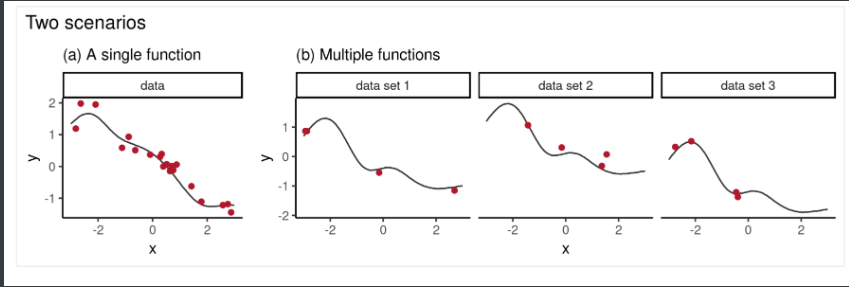 Two scenarios
(a) A single function
(b) Multiple functions
data
data set 1
data set 2
data set 3
2
1
0
-1
y
-2
0
2
x
1
0
-1
-2
y
-2
0
2
-2
0
2
x
-2
0
2